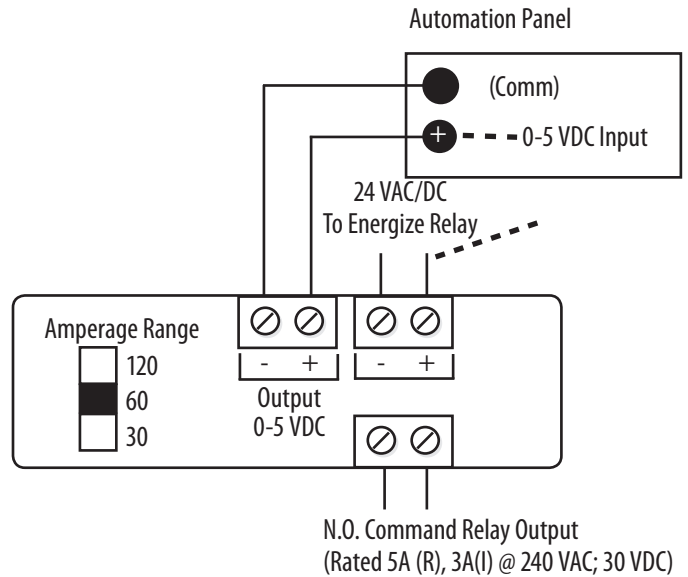 Automation Panel
(Comm)
+ 0-5 VDC Input
24 VAC/DC
To Energize Relay
Amperage Range
120
60
30
- +
Output
0-5 VDC
- +
N.O. Command Relay Output
(Rated 5A (R), 3A(I) @ 240 VAC; 30 VDC)